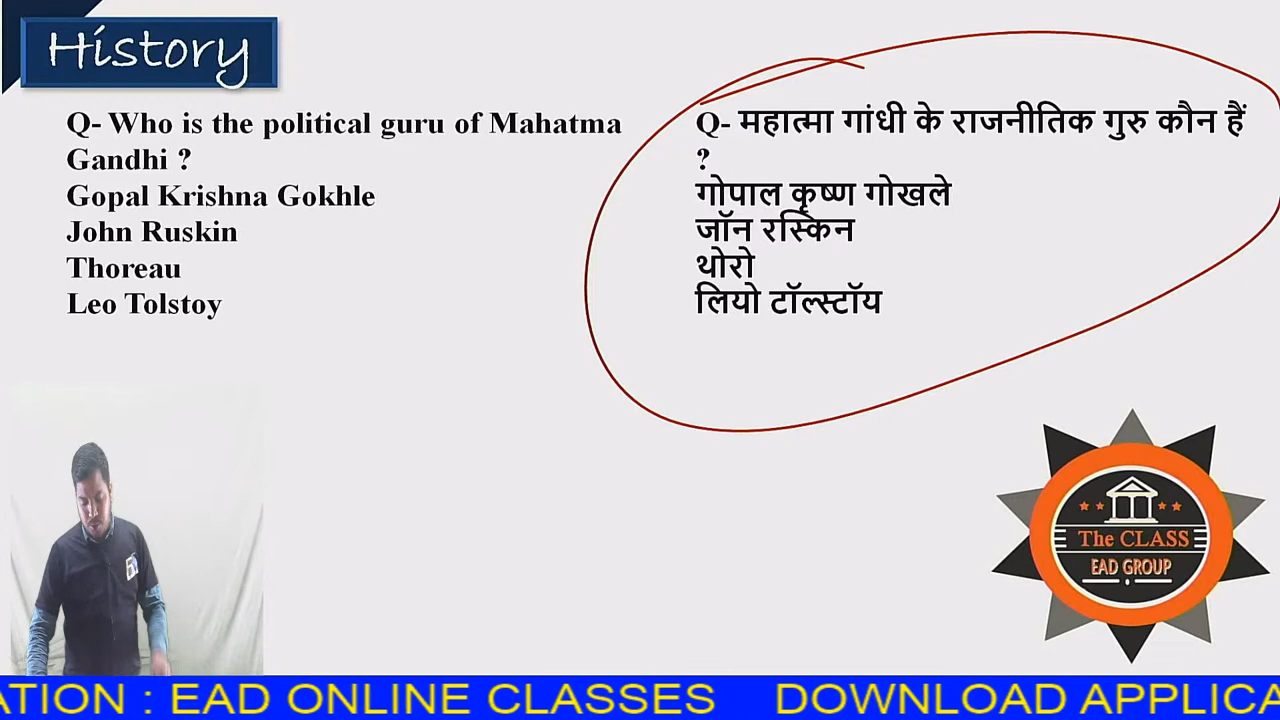 History
Q- Who is the political guru of Mahatma
Gandhi ?
Gopal Krishna Gokhle
John Ruskin
Thoreau
Leo Tolstoy
Q- महात्मा गांधी के राजनीतिक गुरु कौन हैं
?
गोपाल कृष्ण गोखले
जॉन रस्किन
थोरो
लियो टॉल्स्टॉय
The CLASS
EAD GROUP
ATION : EAD ONLINE CLASSES DOWNLOAD APPLICA